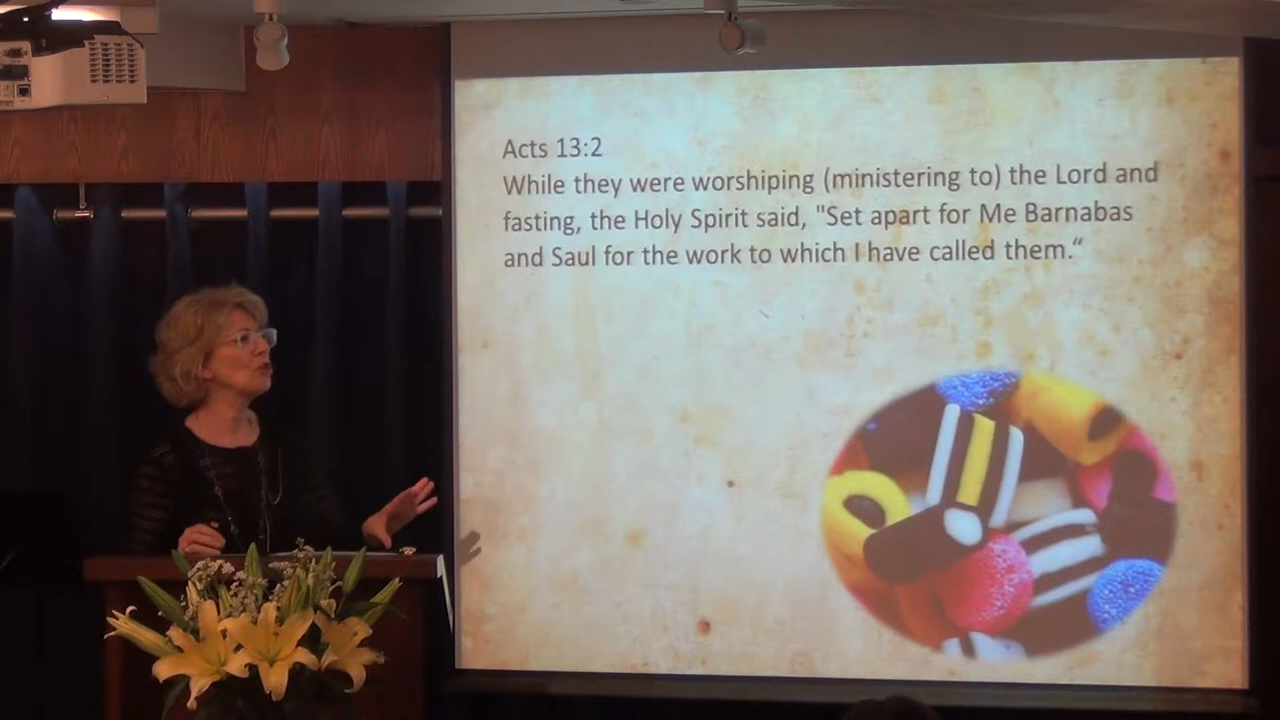 Acts 13:2
While they were worshiping (ministering to) the Lord and
fasting, the Holy Spirit said, "Set apart for Me Barnabas
and Saul for the work to which I have called them.“